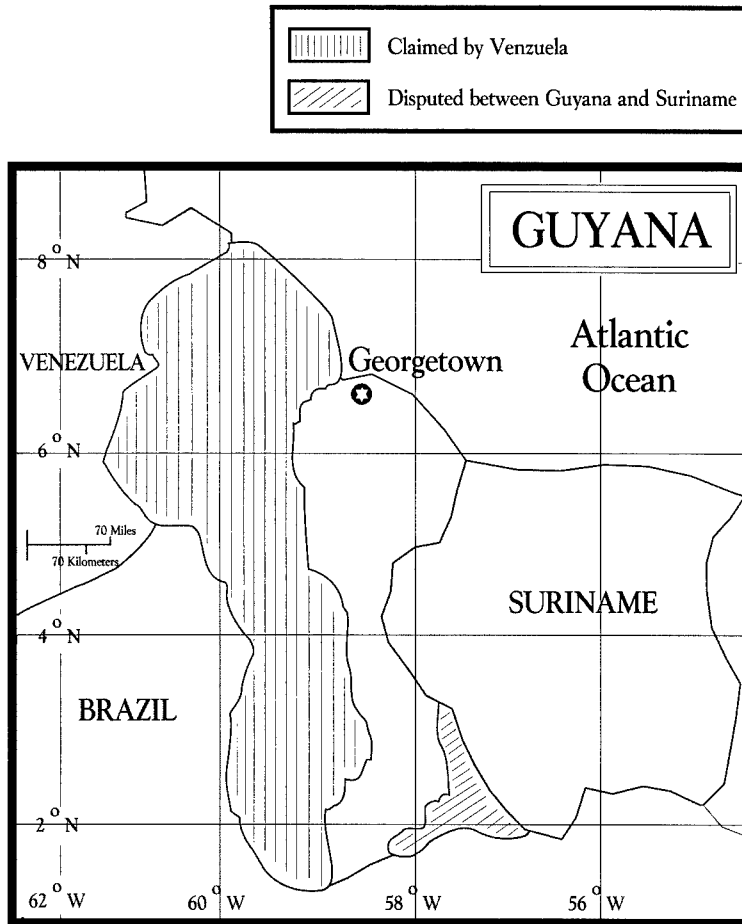 Claimed by Venzuela
Disputed between Guyana and Suriname
GUYANA
8° N
Atlantic
Ocean
VENEZUELA
Georgetown
6° N
70 Miles
70 Kilometers
SURINAME
4° N
BRAZIL
2° N
62° W
60° W
58° W
56° W